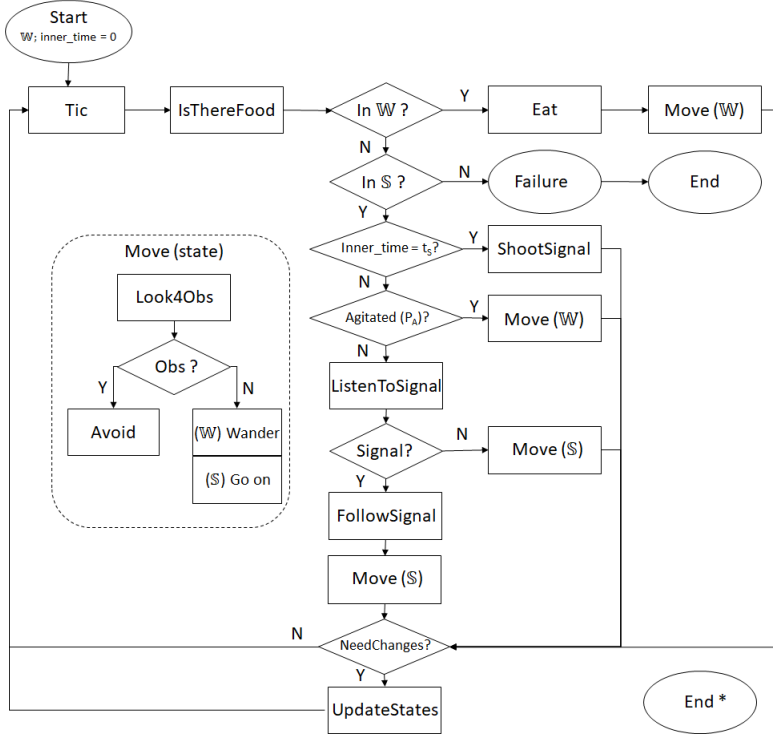 Start
𝕎; inner_time = 0
Tic
IsThereFood
In 𝕎 ?
Y
Eat
Move (𝕎)
N
In 𝕊 ?
N
Failure
End
Y
Inner_time = tₛ?
Y
ShootSignal
N
Agitated (P_A)?
Y
Move (𝕎)
N
ListenToSignal
Signal?
N
Move (𝕊)
Y
FollowSignal
Move (𝕊)
NeedChanges?
N
Y
UpdateStates
End *
Move (state)
Look4Obs
Obs ?
Y
N
Avoid
(𝕎) Wander
(𝕊) Go on